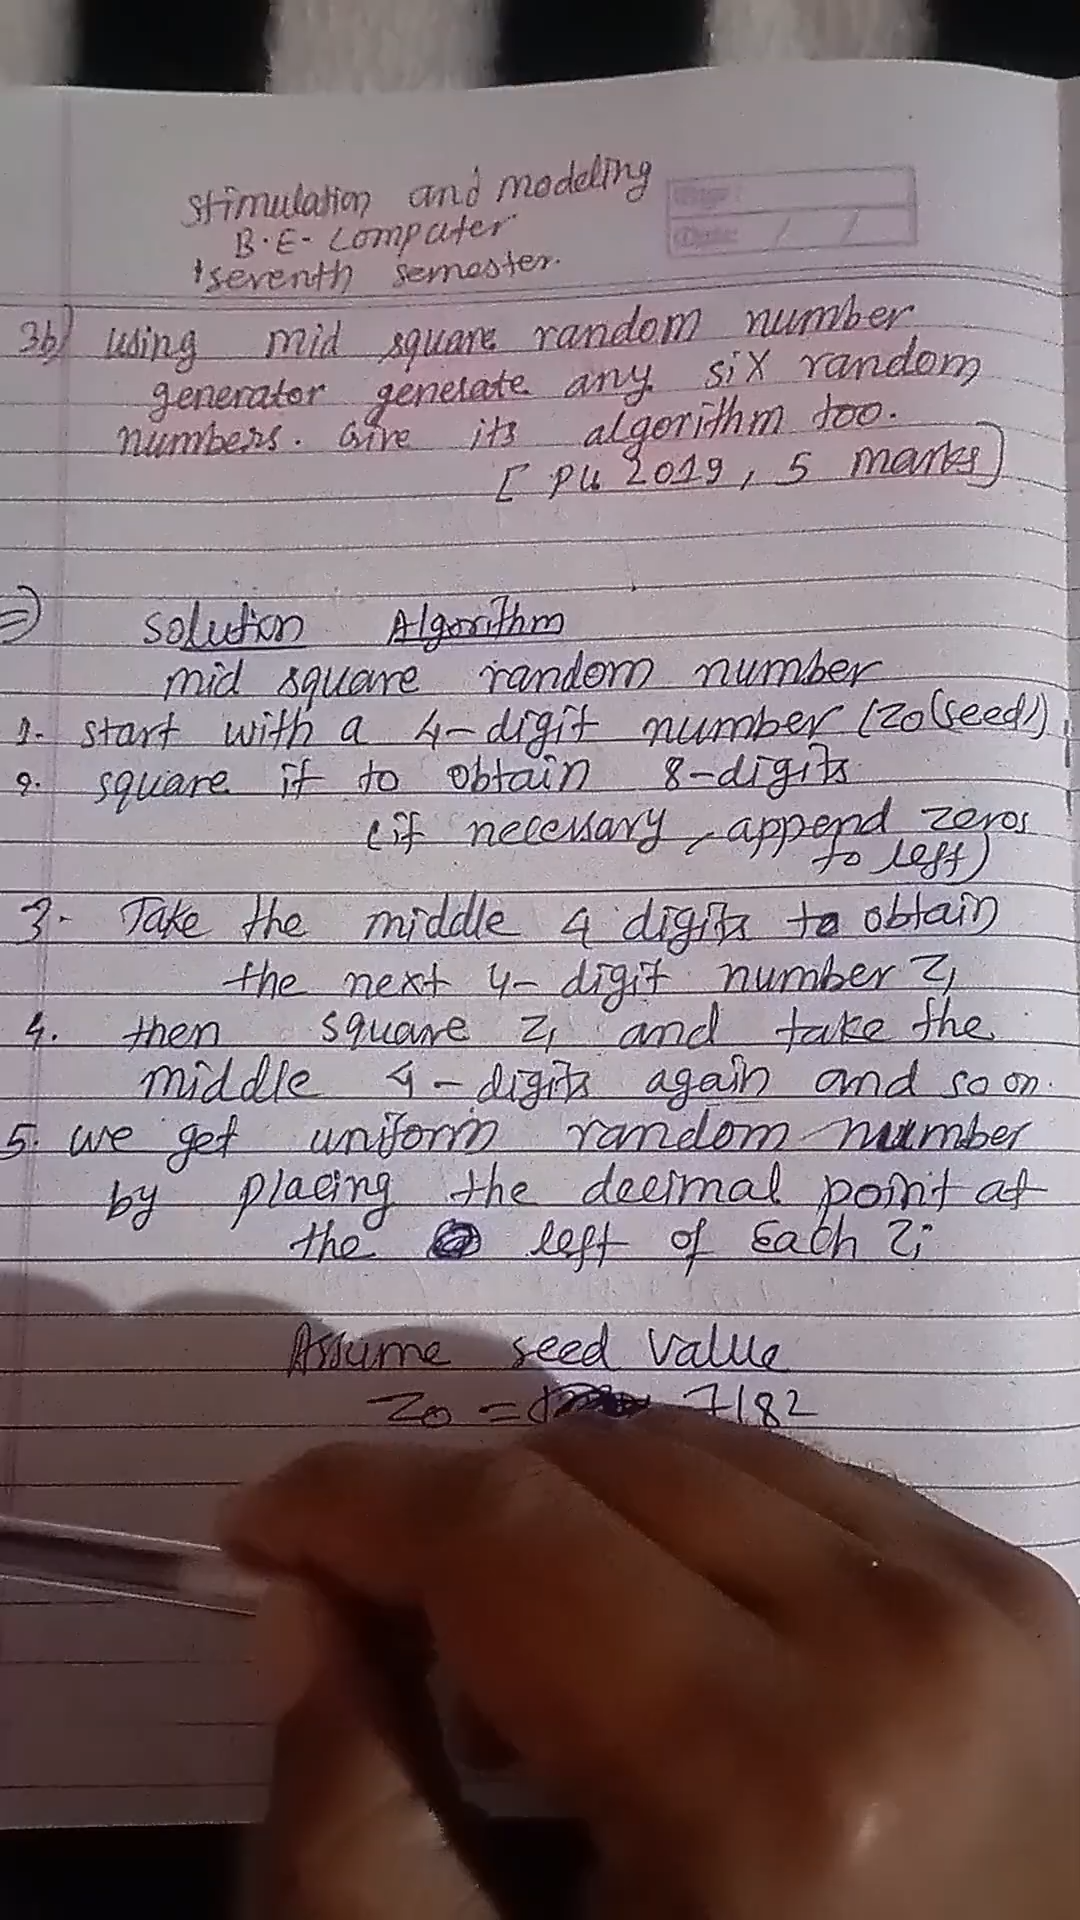 Stimulation and modeling
B.E- Computer
seventh semester.
Page:
Date: / /
3b) Using mid square random number
generator generate any six random
numbers. Give its algorithm too.
[ PU 2019, 5 marks]
=) Solution Algorithm
mid square random number
1. start with a 4-digit number (Z0(seed))
2. square it to obtain 8-digits
(if necessary, append zeros
to left)
3- Take the middle 4 digits to obtain
the next 4- digit number Z1
4. then square Z1 and take the
middle 4-digits again and so on.
5. we get uniform random number
by placing the decimal point at
the left of Each Zi
Assume seed value
Z0 = 7182